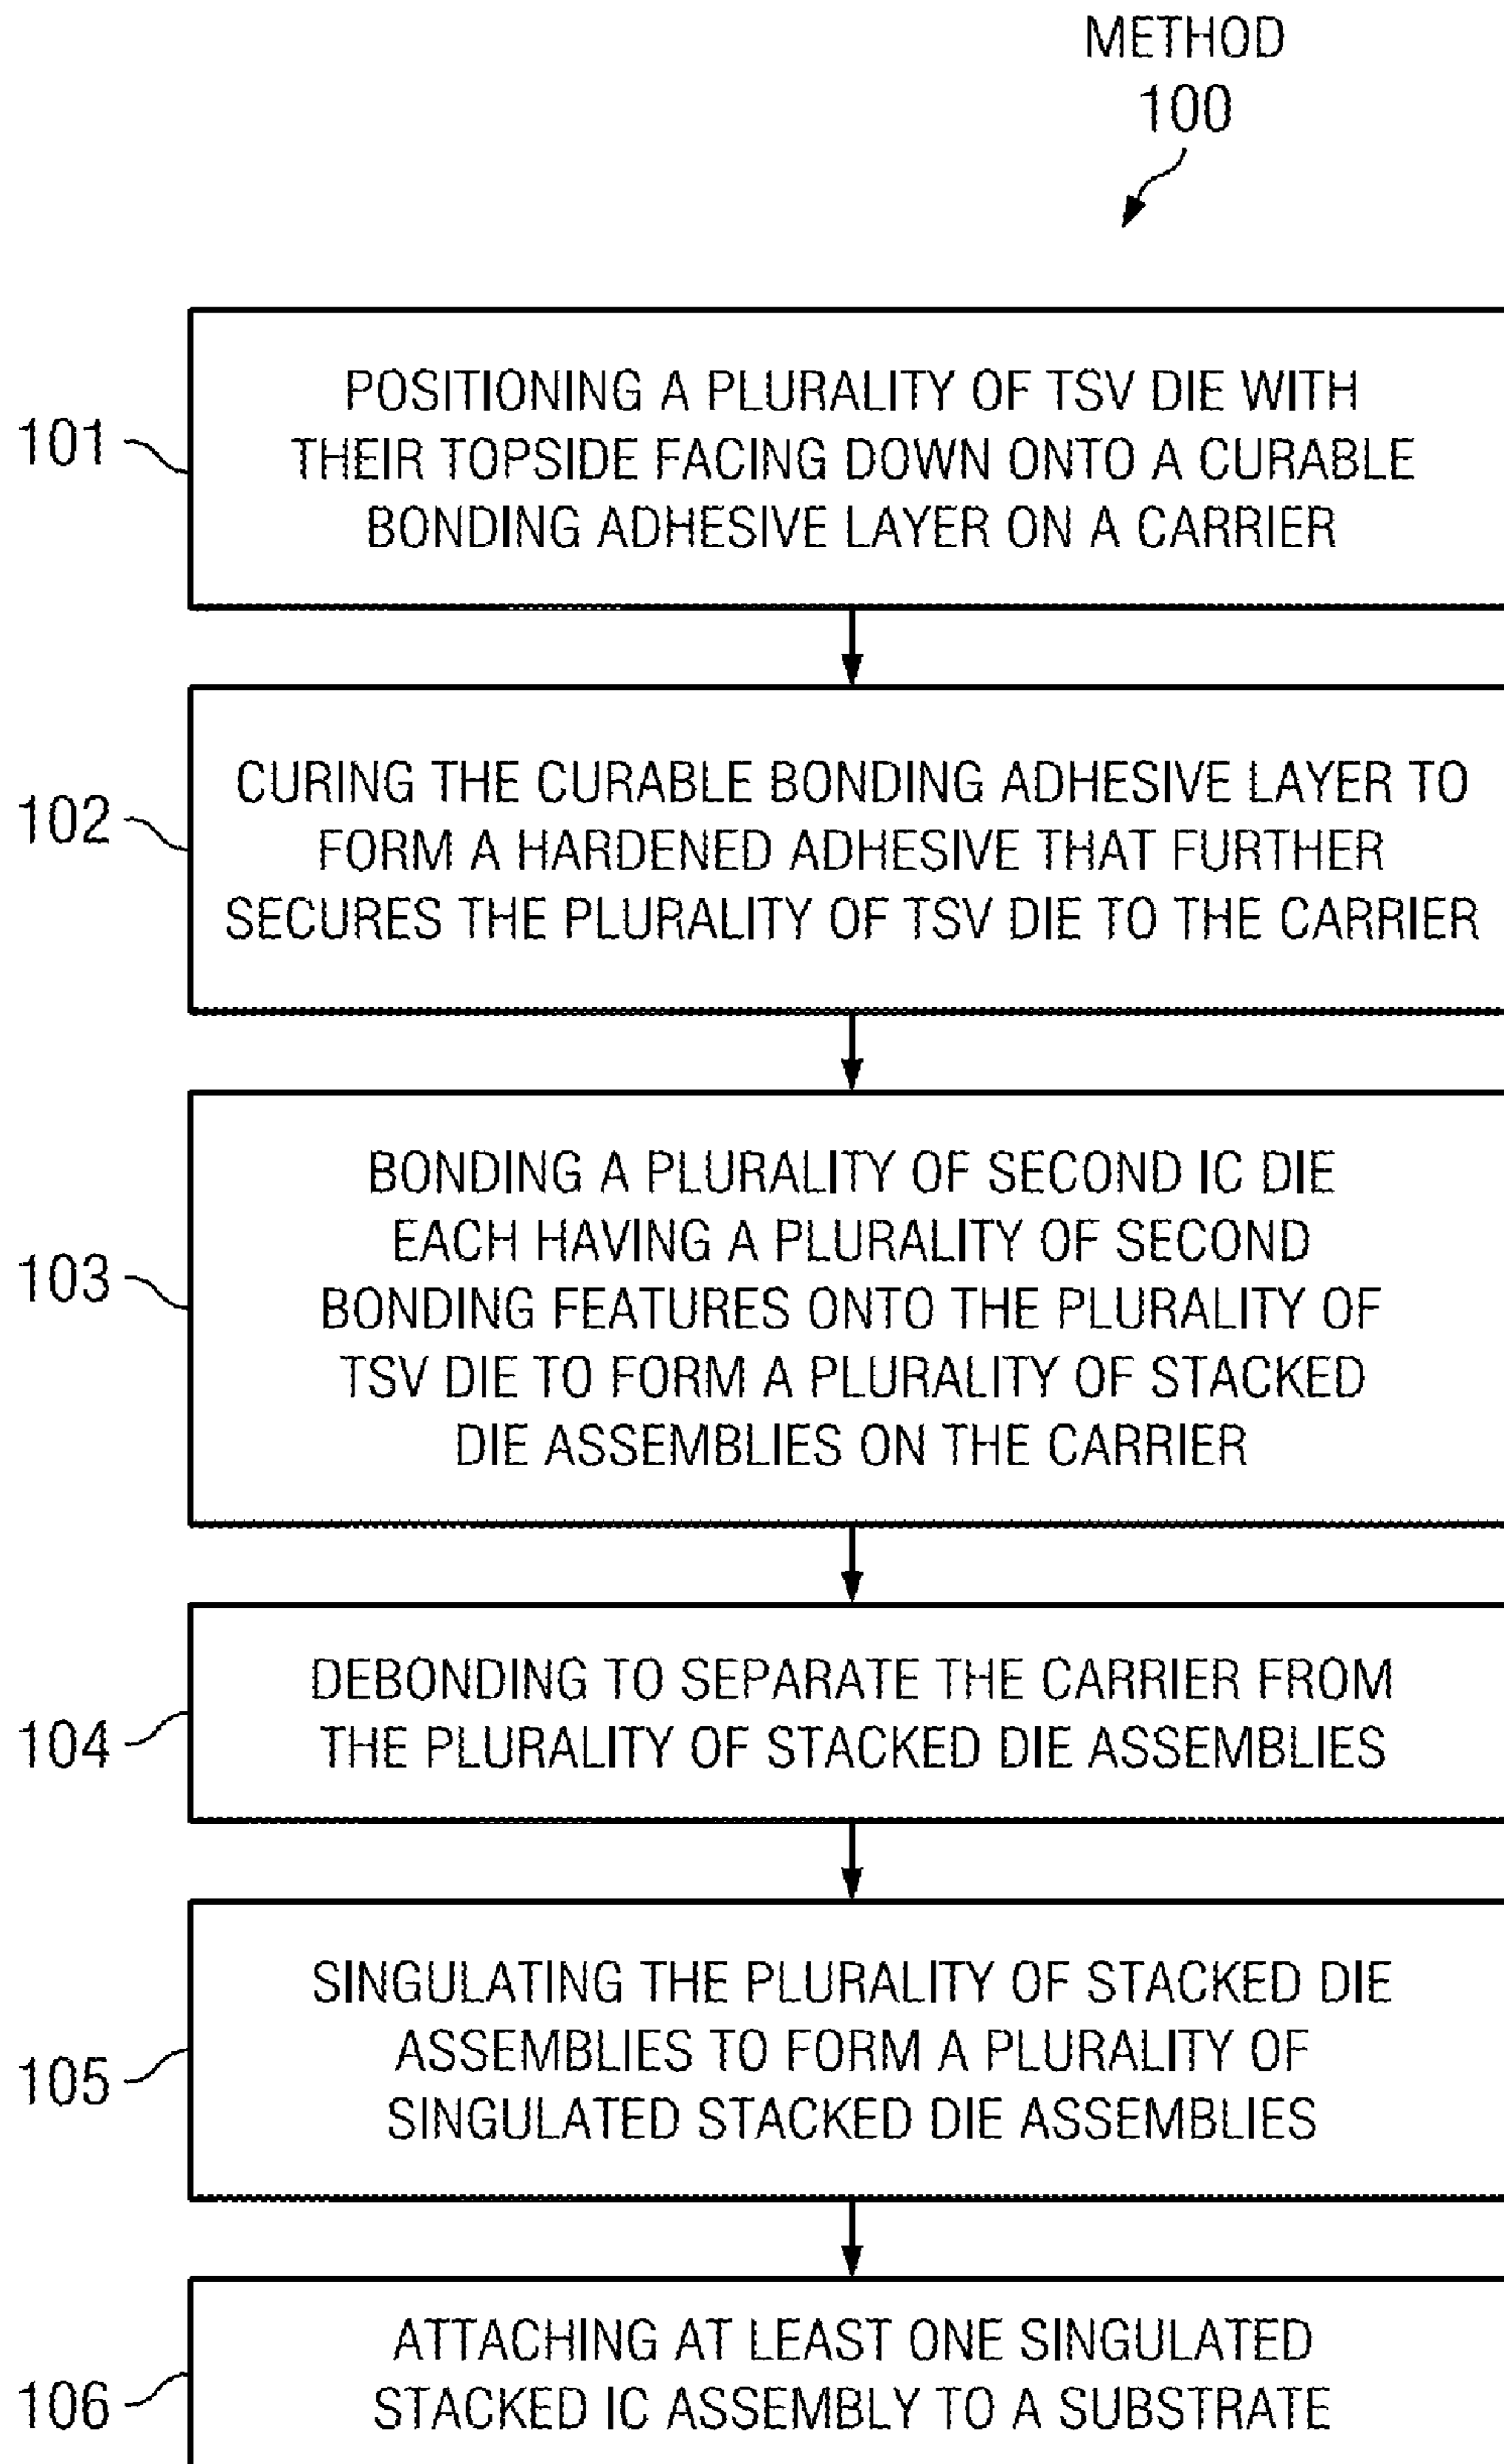 METHOD
100
101
POSITIONING A PLURALITY OF TSV DIE WITH
THEIR TOPSIDE FACING DOWN ONTO A CURABLE
BONDING ADHESIVE LAYER ON A CARRIER
102
CURING THE CURABLE BONDING ADHESIVE LAYER TO
FORM A HARDENED ADHESIVE THAT FURTHER
SECURES THE PLURALITY OF TSV DIE TO THE CARRIER
103
BONDING A PLURALITY OF SECOND IC DIE
EACH HAVING A PLURALITY OF SECOND
BONDING FEATURES ONTO THE PLURALITY OF
TSV DIE TO FORM A PLURALITY OF STACKED
DIE ASSEMBLIES ON THE CARRIER
104
DEBONDING TO SEPARATE THE CARRIER FROM
THE PLURALITY OF STACKED DIE ASSEMBLIES
105
SINGULATING THE PLURALITY OF STACKED DIE
ASSEMBLIES TO FORM A PLURALITY OF
SINGULATED STACKED DIE ASSEMBLIES
106
ATTACHING AT LEAST ONE SINGULATED
STACKED IC ASSEMBLY TO A SUBSTRATE